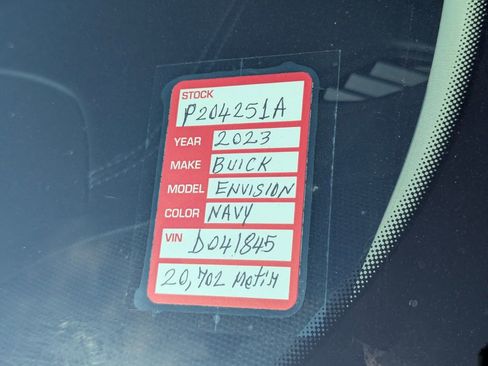 STOCK
P204251A
YEAR 2023
MAKE BUICK
MODEL ENVISION
COLOR NAVY
VIN D041845
20,702